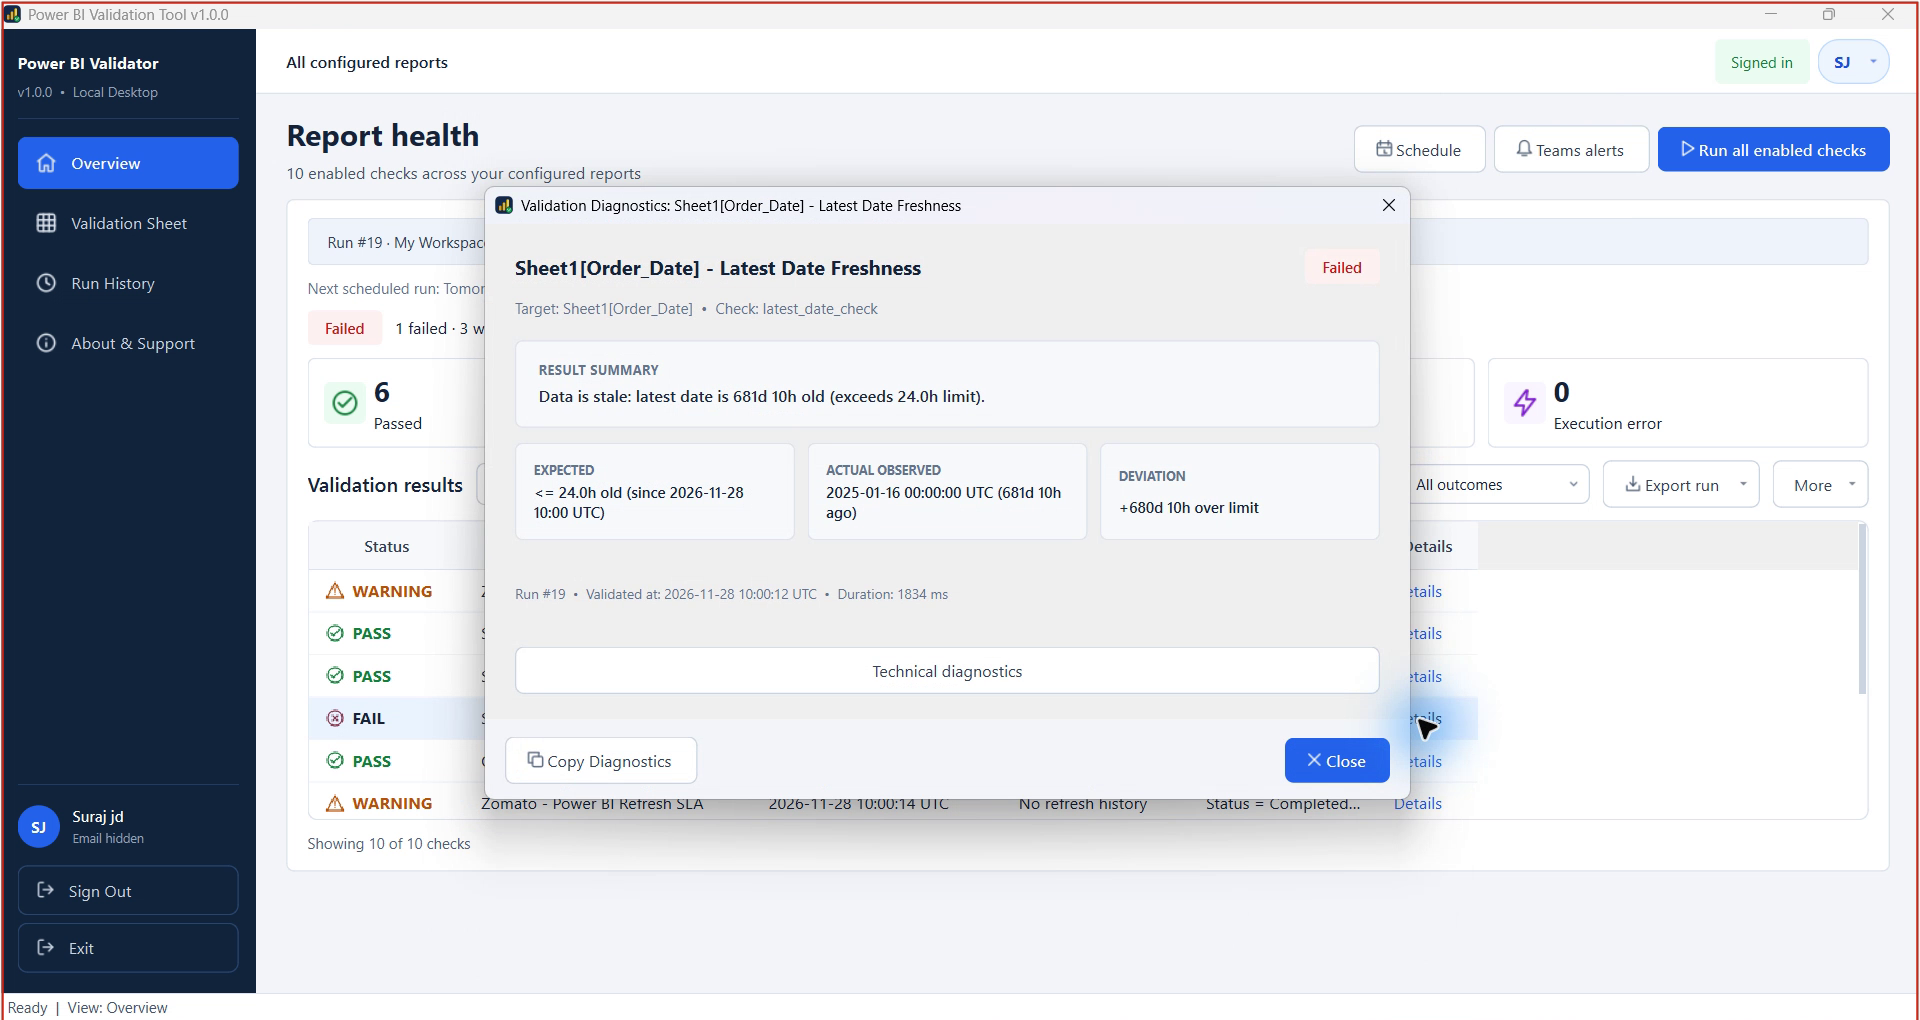 Power BI Validation Tool v1.0.0
Power BI Validator
v1.0.0 • Local Desktop
Overview
Validation Sheet
Run History
About & Support
SJ
Suraj jd
Email hidden
Sign Out
Exit
Ready | View: Overview
All configured reports
Signed in
SJ
Report health
10 enabled checks across your configured reports
Schedule
Teams alerts
Run all enabled checks
Run #19 · My
Next scheduled run:
Failed
1 failed · 3
6
Passed
0
Execution error
Validation results
All outcomes
Export run
More
Status
WARNING
PASS
PASS
FAIL
PASS
WARNING Zomato - Power BI Refresh SLA 2026-11-28 10:00:14 UTC No refresh history Status = Completed... Details
Showing 10 of 10 checks
Validation Diagnostics: Sheet1[Order_Date] - Latest Date Freshness
Sheet1[Order_Date] - Latest Date Freshness
Failed
Target: Sheet1[Order_Date] • Check: latest_date_check
RESULT SUMMARY
Data is stale: latest date is 681d 10h old (exceeds 24.0h limit).
EXPECTED
<= 24.0h old (since 2026-11-28
10:00 UTC)
ACTUAL OBSERVED
2025-01-16 00:00:00 UTC (681d 10h
ago)
DEVIATION
+680d 10h over limit
Run #19 • Validated at: 2026-11-28 10:00:12 UTC • Duration: 1834 ms
Technical diagnostics
Copy Diagnostics
Close